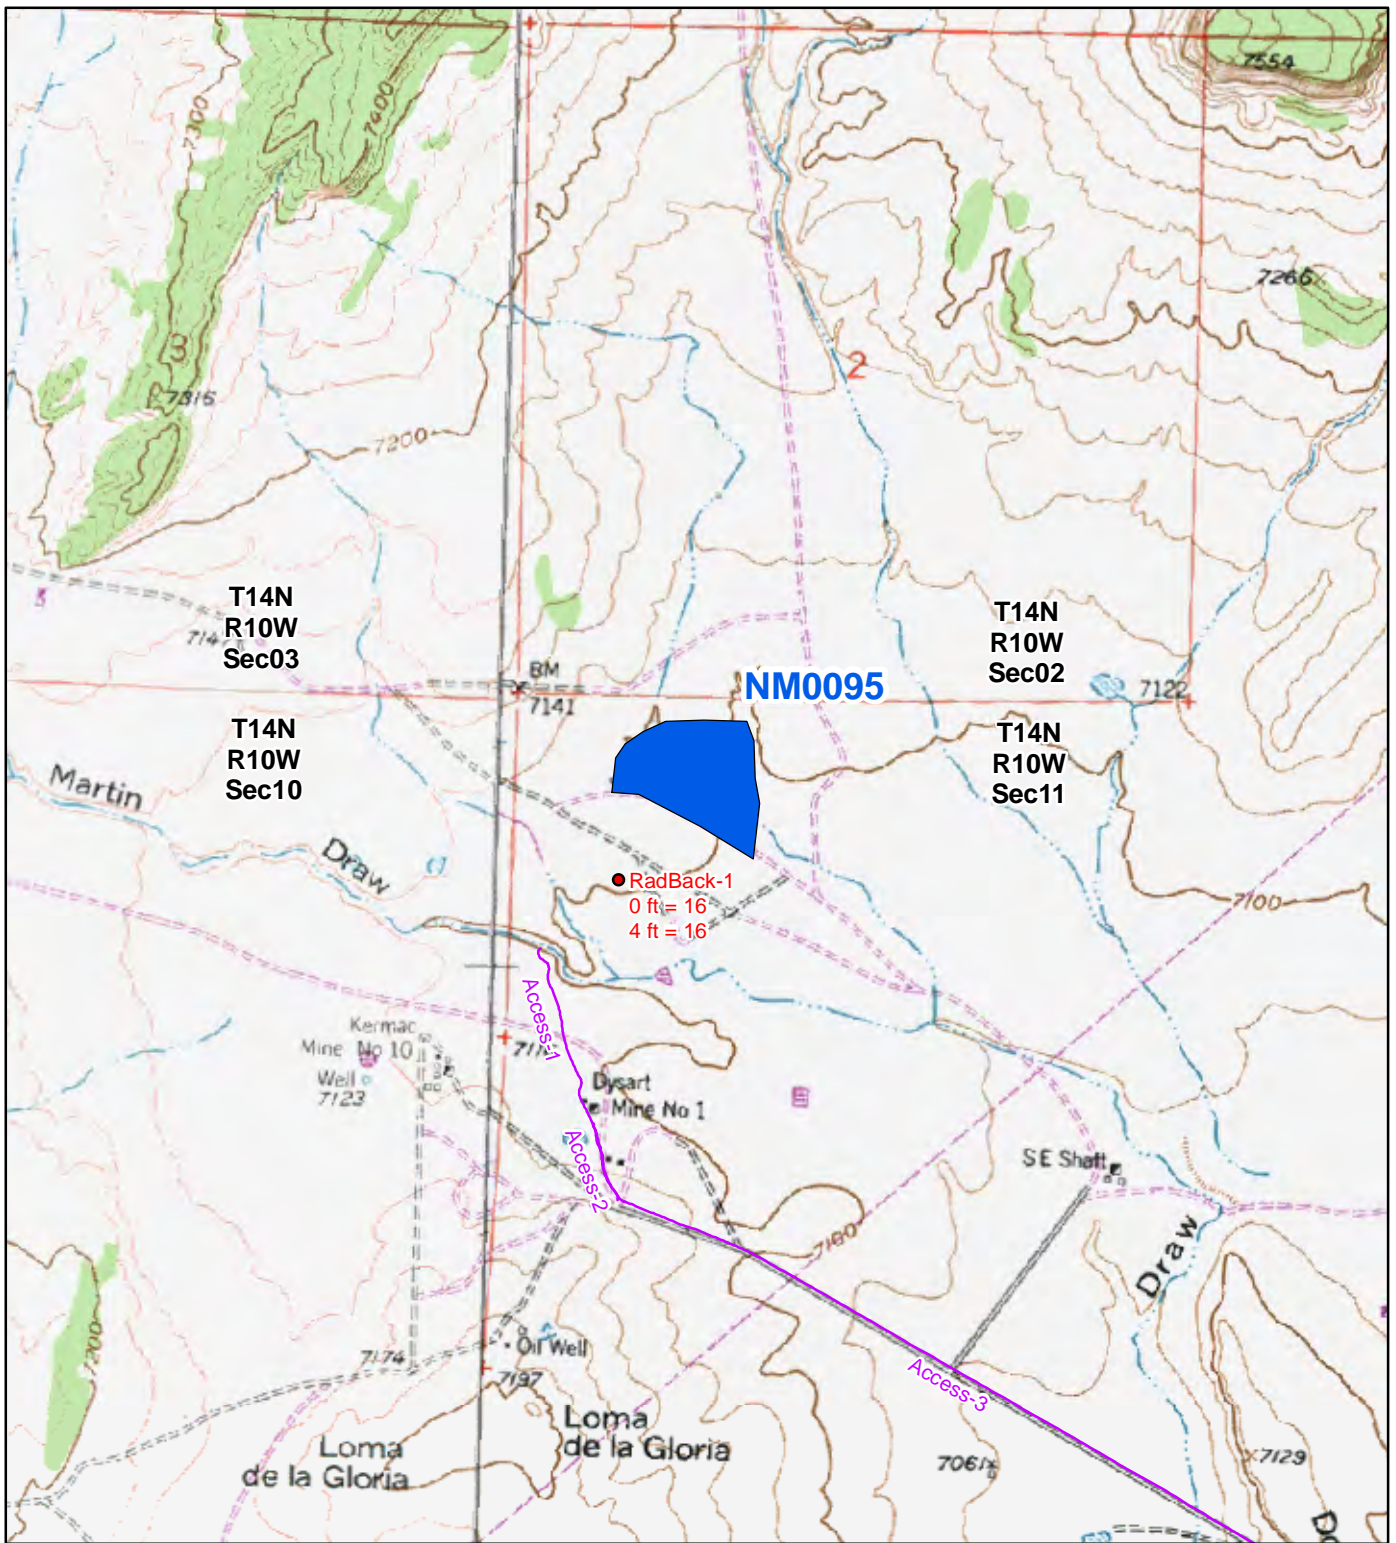 7554
7300
7400
7266
3
2
7316
7200
T14N
R10W
Sec03
T14N
R10W
Sec02
BM
7141
NM0095
7122
T14N
R10W
Sec10
T14N
R10W
Sec11
Martin
Draw
RadBack-1
0 ft = 16
4 ft = 16
7100
Access-1
Kermac
Mine No 10
Well
7123
Dysart
Mine No 1
Access-2
S E Shaft
7100
Draw
7200
7174
Oil Well
7197
Access-3
Loma
de la Gloria
Loma
de la Gloria
7061
7129